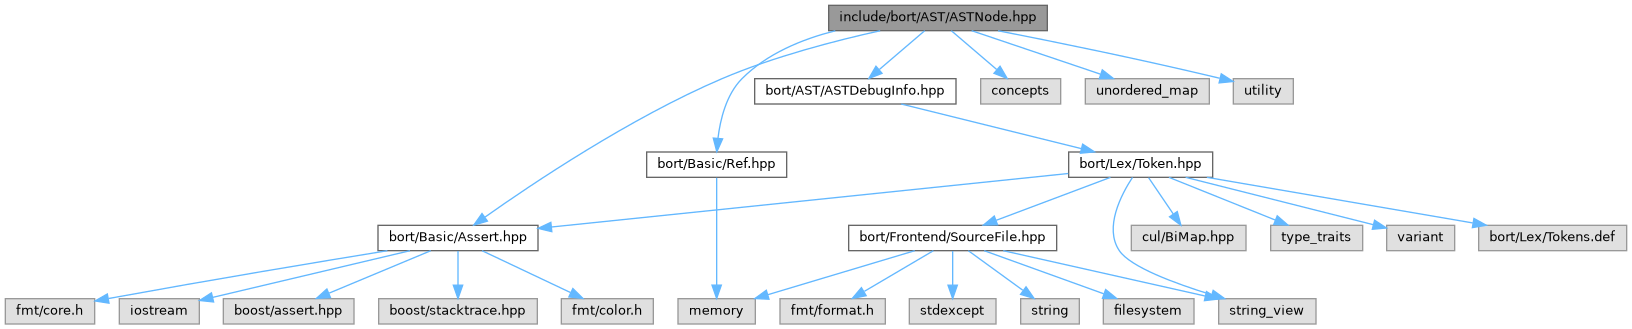 include/bort/AST/ASTNode.hpp
bort/AST/ASTDebugInfo.hpp
concepts
unordered_map
utility
bort/Basic/Ref.hpp
bort/Lex/Token.hpp
bort/Basic/Assert.hpp
bort/Frontend/SourceFile.hpp
cul/BiMap.hpp
type_traits
variant
bort/Lex/Tokens.def
fmt/core.h
iostream
boost/assert.hpp
boost/stacktrace.hpp
fmt/color.h
memory
fmt/format.h
stdexcept
string
filesystem
string_view